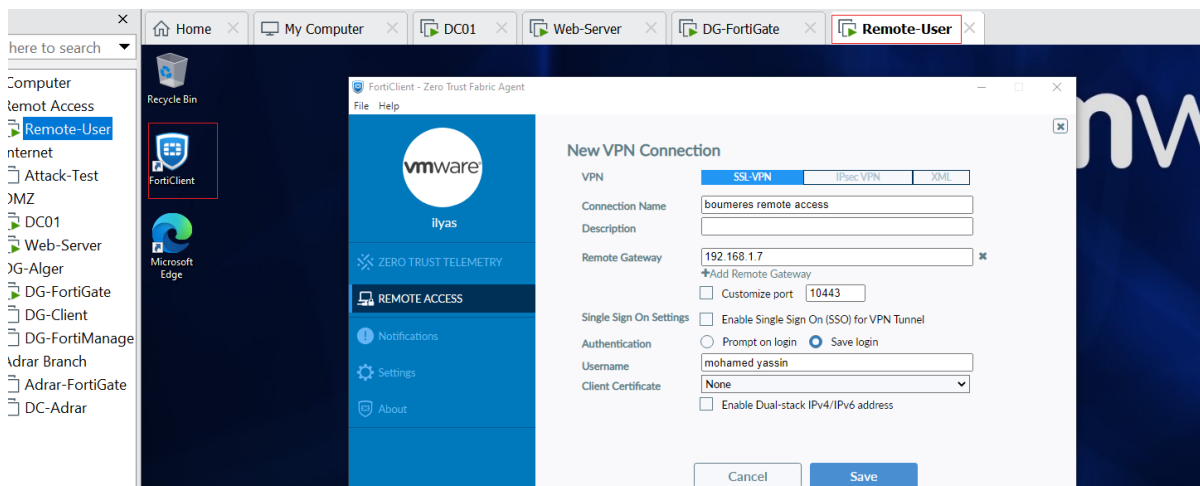 Home
My Computer
DC01
Web-Server
DG-FortiGate
Remote-User
here to search
Computer
Remot Access
Remote-User
nternet
Attack-Test
DMZ
DC01
Web-Server
DG-Alger
DG-FortiGate
DG-Client
DG-FortiManage
Adrar Branch
Adrar-FortiGate
DC-Adrar
Recycle Bin
FortiClient
Microsoft
Edge
FortiClient - Zero Trust Fabric Agent
File Help
vmware
ilyas
ZERO TRUST TELEMETRY
REMOTE ACCESS
Notifications
Settings
About
New VPN Connection
VPN SSL-VPN IPsec VPN XML
Connection Name boumeres remote access
Description
Remote Gateway 192.168.1.7
+Add Remote Gateway
Customize port 10443
Single Sign On Settings Enable Single Sign On (SSO) for VPN Tunnel
Authentication Prompt on login Save login
Username mohamed yassin
Client Certificate None
Enable Dual-stack IPv4/IPv6 address
Cancel Save